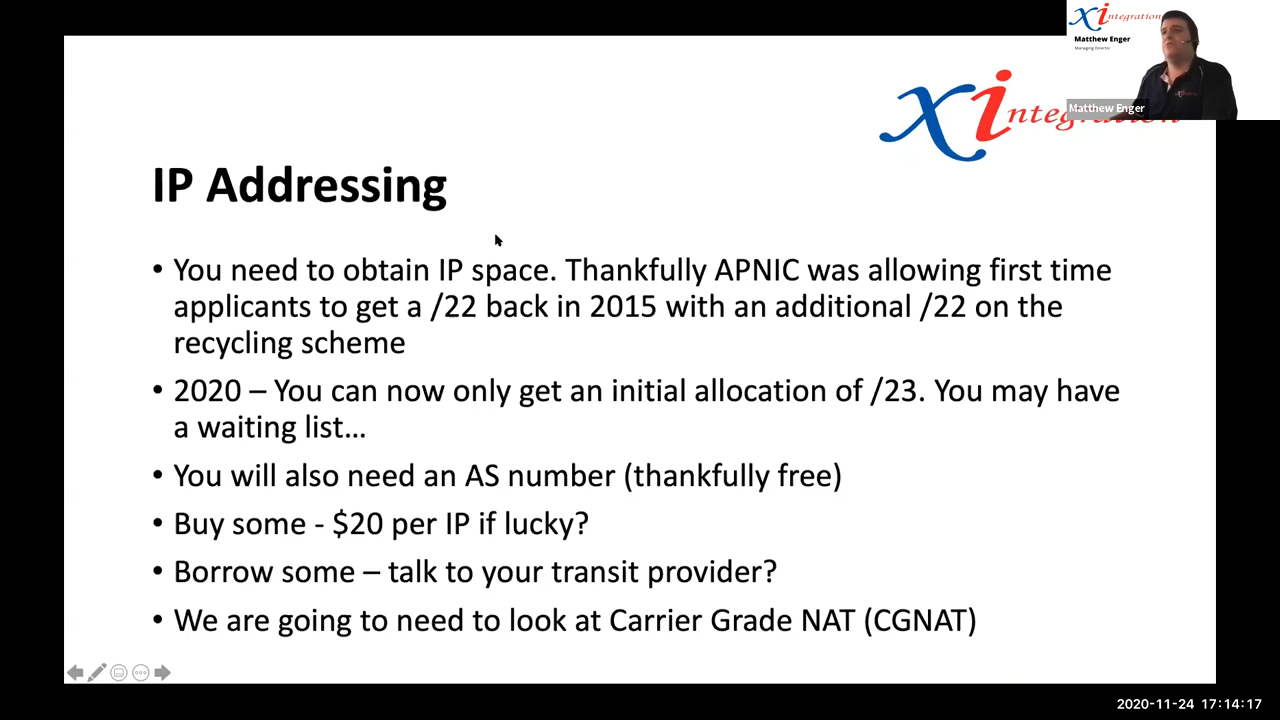 xi integration
Matthew Enger
Managing Director
Matthew Enger
xi integration
IP Addressing
• You need to obtain IP space. Thankfully APNIC was allowing first time
applicants to get a /22 back in 2015 with an additional /22 on the
recycling scheme
• 2020 – You can now only get an initial allocation of /23. You may have
a waiting list…
• You will also need an AS number (thankfully free)
• Buy some - $20 per IP if lucky?
• Borrow some – talk to your transit provider?
• We are going to need to look at Carrier Grade NAT (CGNAT)
2020-11-24 17:14:17